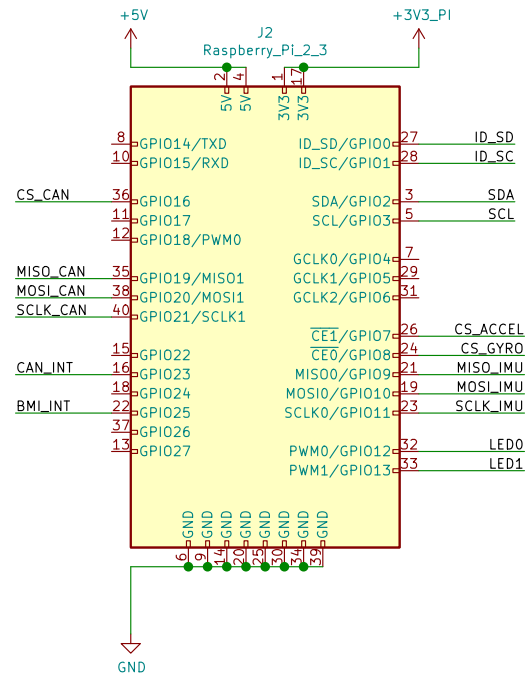 +5V
+3V3_PI
J2
Raspberry_Pi_2_3
2 4 1 17
5V 5V 3V3 3V3
8 GPIO14/TXD ID_SD/GPIO0 27 ID_SD
10 GPIO15/RXD ID_SC/GPIO1 28 ID_SC
CS_CAN 36 GPIO16 SDA/GPIO2 3 SDA
11 GPIO17 SCL/GPIO3 5 SCL
12 GPIO18/PWM0
GCLK0/GPIO4 7
MISO_CAN 35 GPIO19/MISO1 GCLK1/GPIO5 29
MOSI_CAN 38 GPIO20/MOSI1 GCLK2/GPIO6 31
SCLK_CAN 40 GPIO21/SCLK1
CE1/GPIO7 26 CS_ACCEL
15 GPIO22 CE0/GPIO8 24 CS_GYRO
CAN_INT 16 GPIO23 MISO0/GPIO9 21 MISO_IMU
18 GPIO24 MOSI0/GPIO10 19 MOSI_IMU
BMI_INT 22 GPIO25 SCLK0/GPIO11 23 SCLK_IMU
37 GPIO26
13 GPIO27 PWM0/GPIO12 32 LED0
PWM1/GPIO13 33 LED1
GND GND GND GND GND GND GND GND
6 9 14 20 25 30 34 39
GND